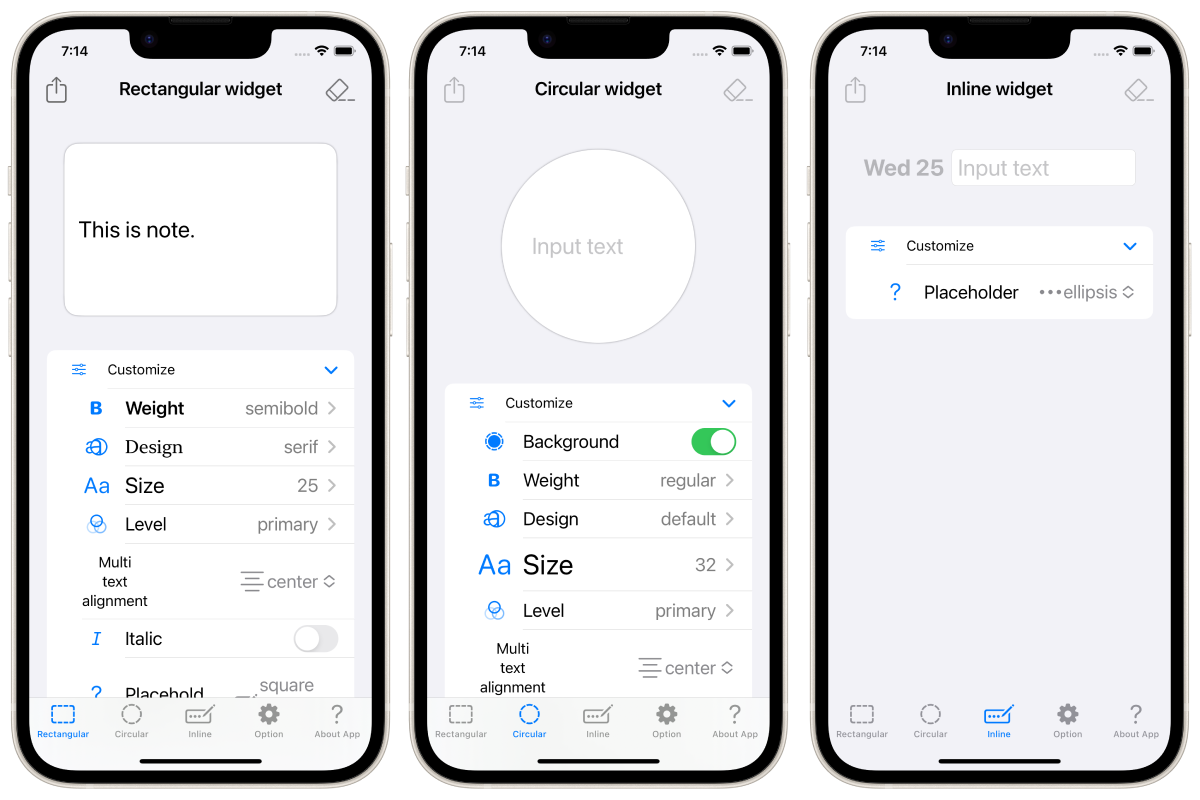 7:14
Rectangular widget
This is note.
Customize
B Weight semibold
Design serif
Aa Size 25
Level primary
Multi
text
alignment
center
I Italic
? Placehold
square
Rectangular Circular Inline Option ? About App
7:14
Circular widget
Input text
Customize
Background
B Weight regular
Design default
Aa Size 32
Level primary
Multi
text
alignment
center
Rectangular Circular Inline Option ? About App
7:14
Inline widget
Wed 25 Input text
Customize
? Placeholder •••ellipsis
Rectangular Circular Inline Option ? About App